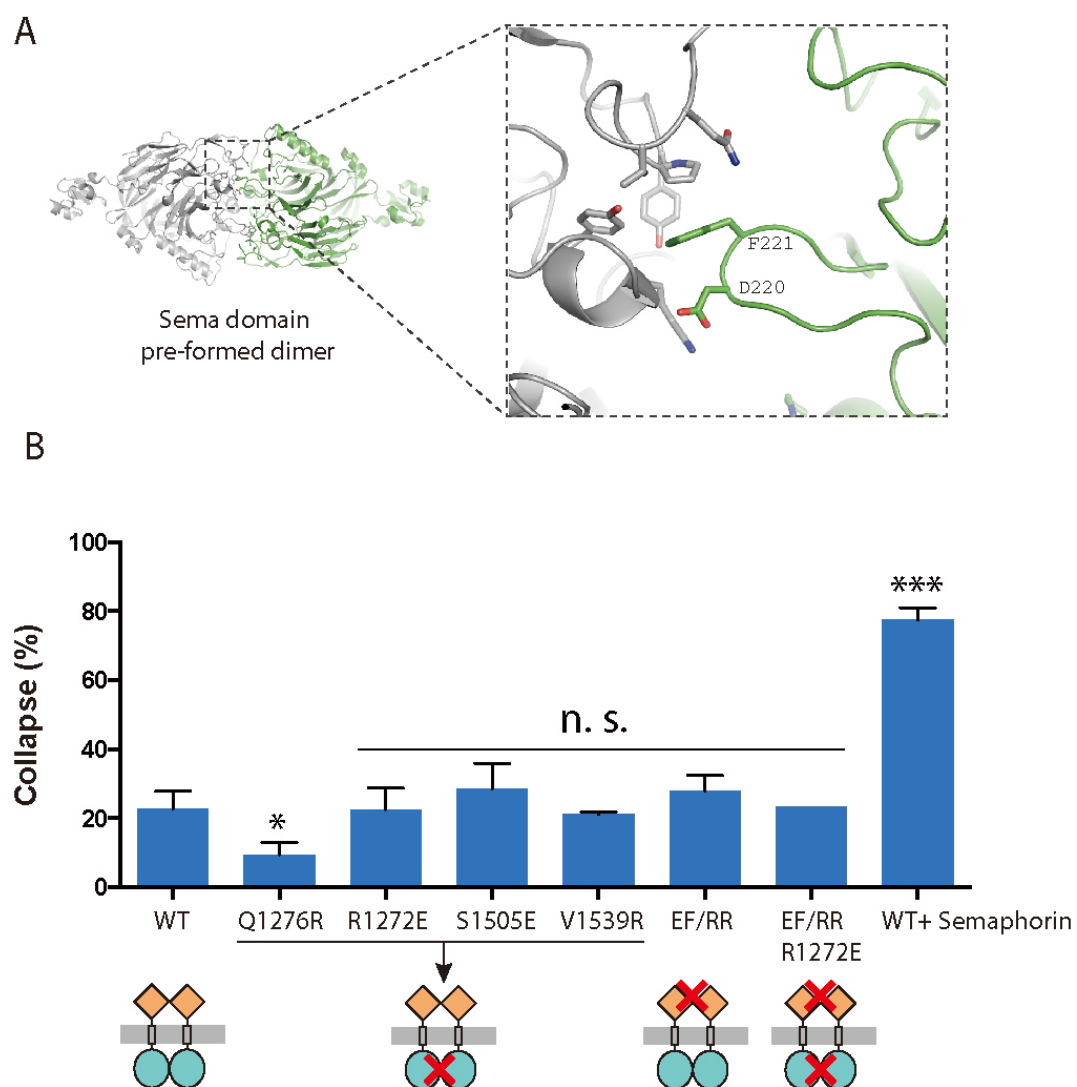 A
F221
D220
Sema domain
pre-formed dimer
B
Collapse (%)
100
80
60
40
20
0
*
n. s.
***
WT
Q1276R
R1272E
S1505E
V1539R
EF/RR
EF/RR
R1272E
WT+ Semaphorin